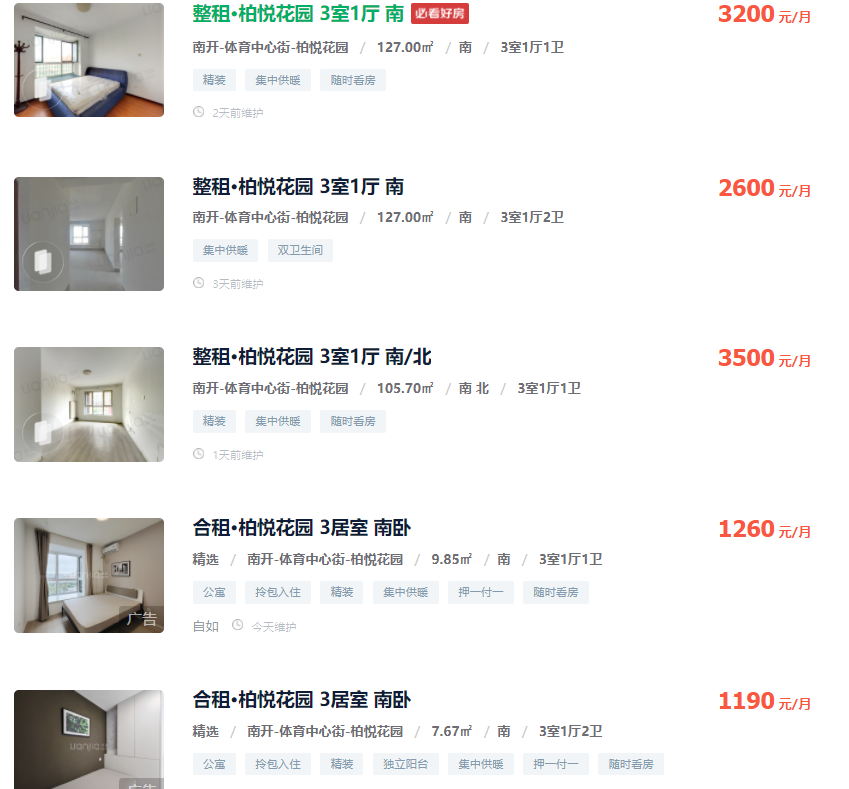 整租·柏悦花园 3室1厅 南 必看好房 3200 元/月
南开-体育中心街-柏悦花园 / 127.00㎡ / 南 / 3室1厅1卫
精装 集中供暖 随时看房
2天前维护
整租·柏悦花园 3室1厅 南 2600 元/月
南开-体育中心街-柏悦花园 / 127.00㎡ / 南 / 3室1厅2卫
集中供暖 双卫生间
3天前维护
整租·柏悦花园 3室1厅 南/北 3500 元/月
南开-体育中心街-柏悦花园 / 105.70㎡ / 南 北 / 3室1厅1卫
精装 集中供暖 随时看房
1天前维护
合租·柏悦花园 3居室 南卧 1260 元/月
精选 / 南开-体育中心街-柏悦花园 / 9.85㎡ / 南 / 3室1厅1卫
公寓 拎包入住 精装 集中供暖 押一付一 随时看房
广告
自如 今天维护
合租·柏悦花园 3居室 南卧 1190 元/月
精选 / 南开-体育中心街-柏悦花园 / 7.67㎡ / 南 / 3室1厅2卫
公寓 拎包入住 精装 独立阳台 集中供暖 押一付一 随时看房
广告